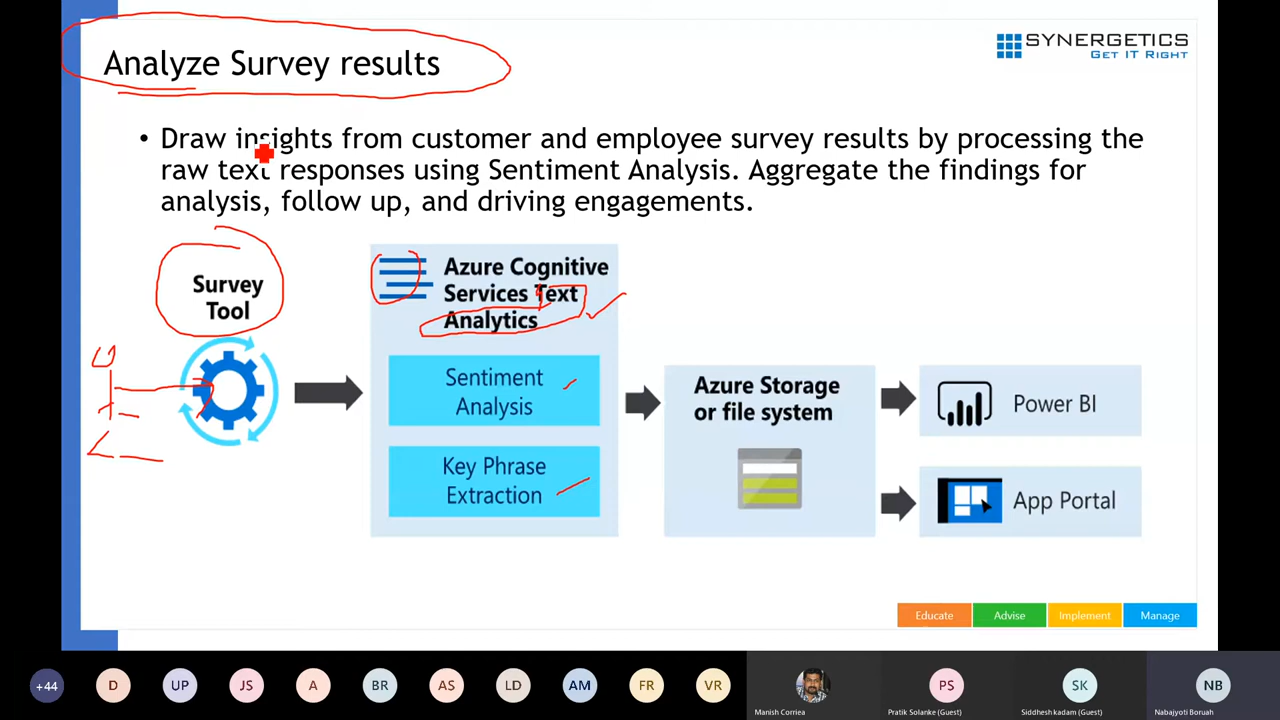 Analyze Survey results
SYNERGETICS
GET IT RIGHT
• Draw insights from customer and employee survey results by processing the
raw text responses using Sentiment Analysis. Aggregate the findings for
analysis, follow up, and driving engagements.
Survey
Tool
Azure Cognitive
Services Text
Analytics
Sentiment
Analysis
Key Phrase
Extraction
Azure Storage
or file system
Power BI
App Portal
Educate
Advise
Implement
Manage
+44
D
UP
JS
A
BR
AS
LD
AM
FR
VR
Manish Corriea
PS
Pratik Solanke (Guest)
SK
Siddhesh kadam (Guest)
NB
Nabajyoti Boruah